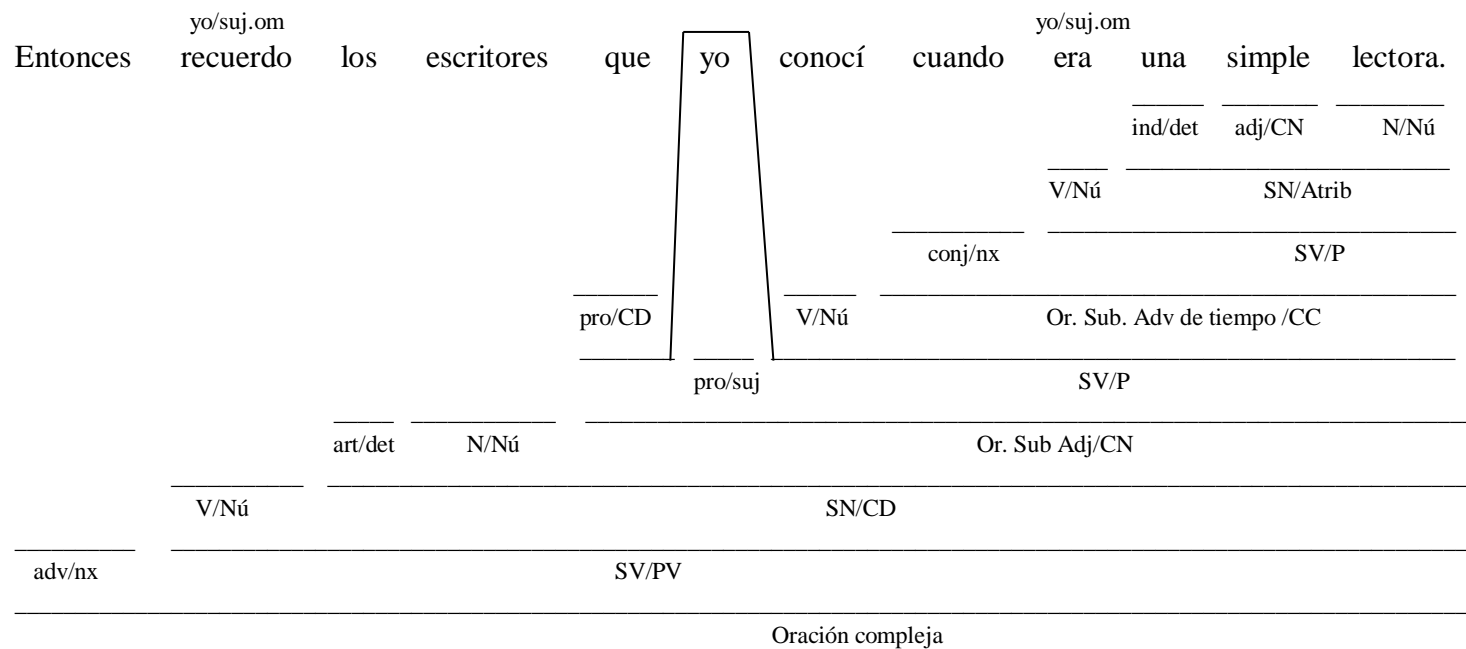 yo/suj.om yo/suj.om
Entonces recuerdo los escritores que yo conocí cuando era una simple lectora.
ind/det adj/CN N/Nú
V/Nú SN/Atrib
conj/nx SV/P
pro/CD V/Nú Or. Sub. Adv de tiempo /CC
pro/suj SV/P
art/det N/Nú Or. Sub Adj/CN
V/Nú SN/CD
adv/nx SV/PV
Oración compleja